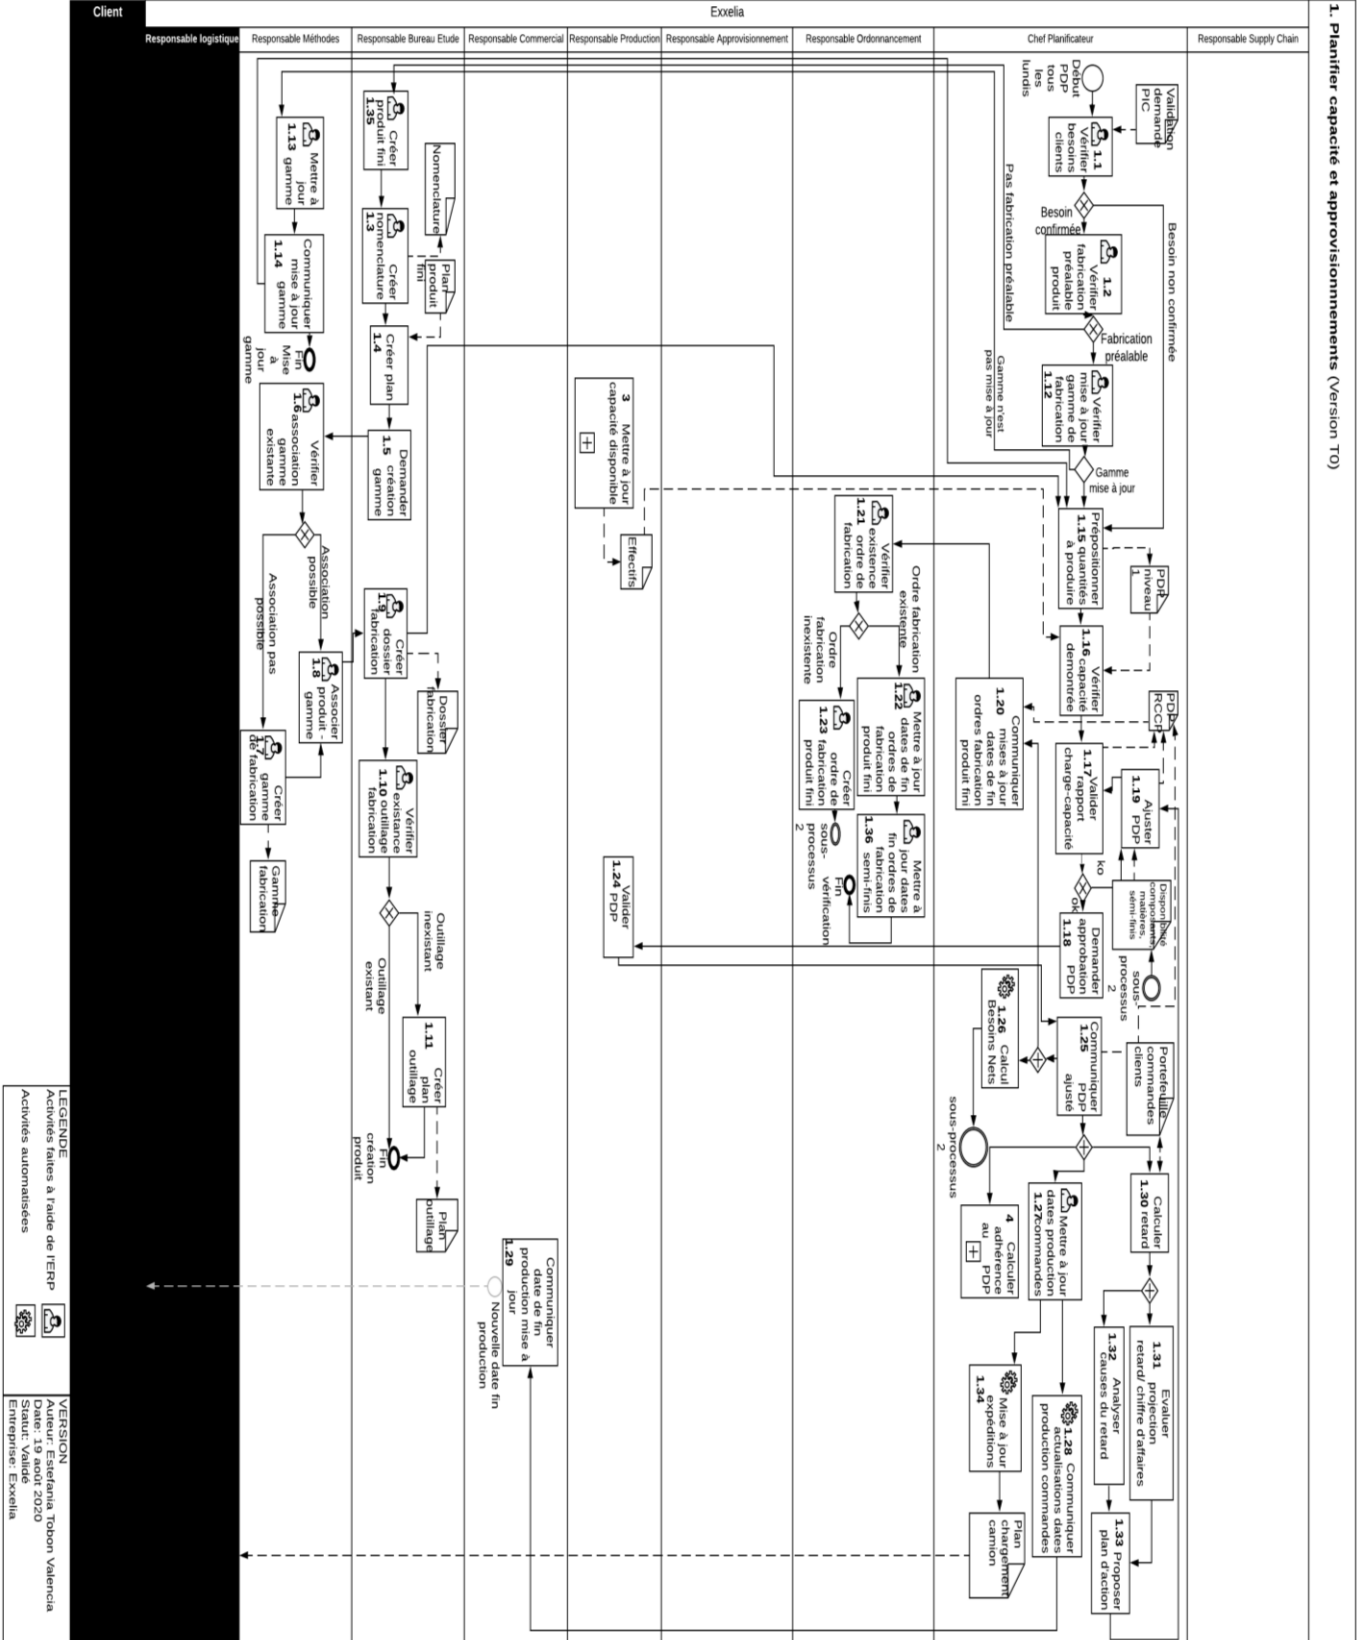 1. Planifier capacité et approvisionnements (Version T0)
Client
Exxelia
Responsable logistique
Responsable Méthodes
Responsable Bureau Etude
Responsable Commercial
Responsable Production
Responsable Approvisionnement
Responsable Ordonnancement
Chef Planificateur
Responsable Supply Chain
Début
PDP
tous
les
lundis
Validation
demande
PIC
1.1
Vérifier
besoins
clients
Besoin
confirmée
Besoin non confirmée
1.2
Vérifier
fabrication
préalable
produit
Pas fabrication préalable
Fabrication
préalable
Vérifier
mise à jour
gamme de
1.12 fabrication
Gamme n'est
pas mise à jour
Gamme
mise à jour
Prépositionner
1.15 quantités
à produire
PDP
niveau
1
Vérifier
1.16 capacité
démontrée
PDP
RCCP
1.17 Valider
rapport
charge-capacité
1.19 Ajuster
PDP
ko
ok
Disponibilité
composants,
matières,
semi-finis
sous-
processus
2
Demander
approbation
1.18 PDP
Communiquer
1.20 mises à jour
dates de fin
ordres fabrication
produit fini
Communiquer
1.25 PDP
ajusté
1.26 Calcul
Besoins Nets
sous-processus
2
Portefeuille
commandes
clients
Calculer
1.30 retard
Evaluer
1.31 projection
retard/ chiffre d'affaires
1.32 Analyser
causes du retard
1.33 Proposer
plan d'action
Mettre à jour
dates production
1.27 commandes
4 Calculer
adhérence
au PDP
1.28 Communiquer
actualisations dates
production commandes
Mise à jour
1.34 expéditions
Plan
chargement
camion
Vérifier
existence
1.21 ordre de
fabrication
Ordre fabrication
existente
Ordre
fabrication
inexistente
Mettre à jour
1.22 dates de fin
ordres de
fabrication
produit fini
Créer
ordre de
1.23 fabrication
produit fini
Mettre à
jour dates
fin ordres de
fabrication
1.36 semi-finis
sous-
processus
2
Fin
vérification
3 Mettre à jour
capacité disponible
Effectifs
Valider
1.24 PDP
Communiquer
date de fin
production mise à
1.29 jour
Nouvelle date fin
production
Créer
produit fini
1.35
Nomenclature
Créer
1.3 nomenclature
Plan
produit
fini
Créer plan
1.4
Demander
1.5 création
gamme
Créer
1.9 dossier
fabrication
Dossier
fabrication
Vérifier
existance
1.10 outillage
fabrication
Outillage
inexistant
Outillage
existant
1.11 Créer
plan
outillage
Fin
création
produit
Plan
outillage
Mettre à
1.13 jour
gamme
Communiquer
1.14 mise à jour
gamme
Fin
Mise
à
jour
gamme
Vérifier
1.6 association
gamme
existante
Association
possible
Association pas
possible
Associer
1.8 produit -
gamme
Créer
1.7 gamme
de fabrication
Gamme
fabrication
LEGENDE
Activités faites à l'aide de l'ERP
Activités automatisées
VERSION
Auteur: Estefania Tobon Valencia
Date: 19 août 2020
Statut: Validé
Entreprise: Exxelia